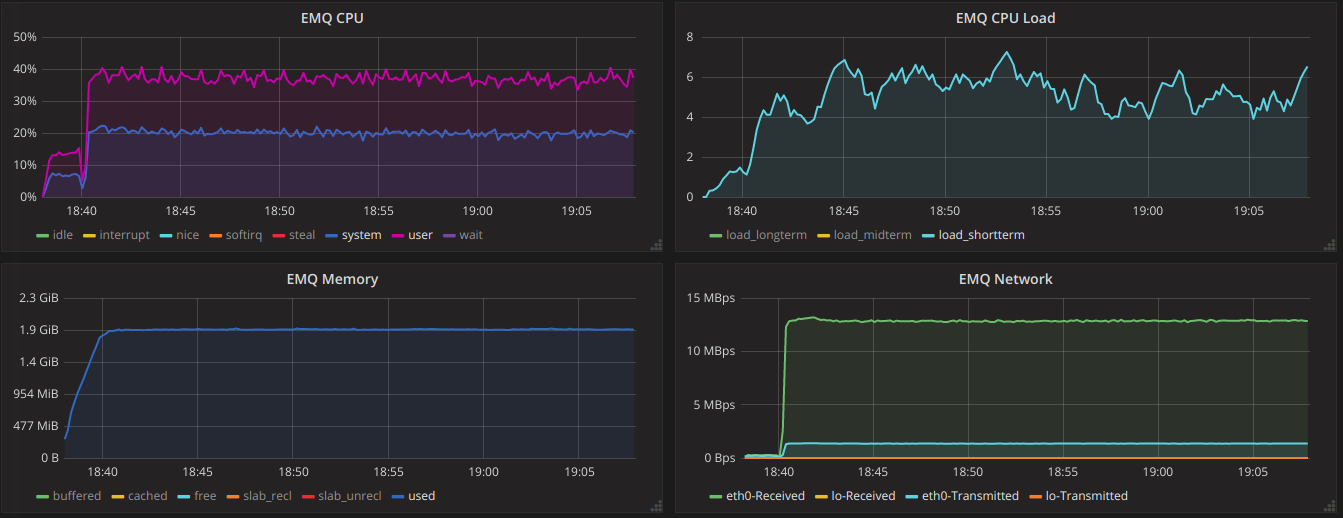 EMQ CPU
50%
40%
30%
20%
10%
0%
18:40 18:45 18:50 18:55 19:00 19:05
idle interrupt nice softirq steal system user wait
EMQ CPU Load
8
6
4
2
0
18:40 18:45 18:50 18:55 19:00 19:05
load_longterm load_midterm load_shortterm
EMQ Memory
2.3 GiB
1.9 GiB
1.4 GiB
954 MiB
477 MiB
0 B
18:40 18:45 18:50 18:55 19:00 19:05
buffered cached free slab_recl slab_unrecl used
EMQ Network
15 MBps
10 MBps
5 MBps
0 Bps
18:40 18:45 18:50 18:55 19:00 19:05
eth0-Received lo-Received eth0-Transmitted lo-Transmitted